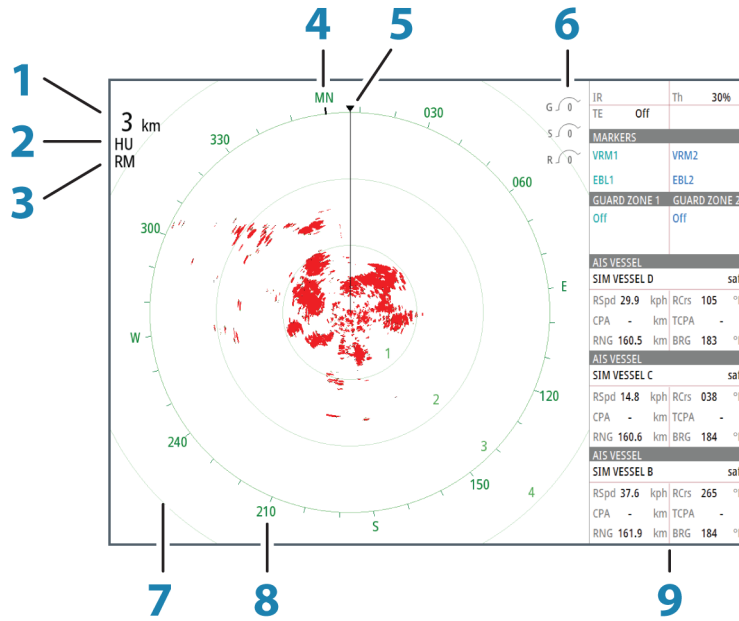 4 5 6
1
2
3
3 km
HU
RM
MN
030
060
E
120
150
S
210
240
W
300
330
1
2
3
4
G 0
S 0
R 0
IR Th 30%
TE Off
MARKERS
VRM1 VRM2
EBL1 EBL2
GUARD ZONE 1 GUARD ZONE 2
Off Off
AIS VESSEL
SIM VESSEL D
RSpd 29.9 kph RCrs 105
CPA - km TCPA -
RNG 160.5 km BRG 183
AIS VESSEL
SIM VESSEL C
RSpd 14.8 kph RCrs 038
CPA - km TCPA -
RNG 160.6 km BRG 184
AIS VESSEL
SIM VESSEL B
RSpd 37.6 kph RCrs 265
CPA - km TCPA -
RNG 161.9 km BRG 184
7 8 9